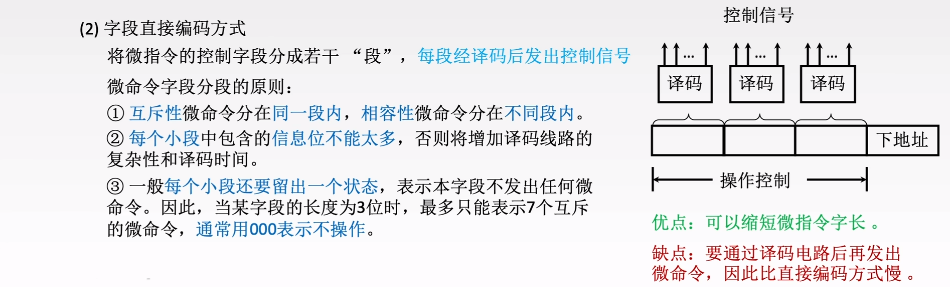 (2) 字段直接编码方式
将微指令的控制字段分成若干 “段”，每段经译码后发出控制信号
微命令字段分段的原则：
① 互斥性微命令分在同一段内，相容性微命令分在不同段内。
② 每个小段中包含的信息位不能太多，否则将增加译码线路的
复杂性和译码时间。
③ 一般每个小段还要留出一个状态，表示本字段不发出任何微
命令。因此，当某字段的长度为3位时，最多只能表示7个互斥
的微命令，通常用000表示不操作。
控制信号
... ... ...
译码 译码 译码
下地址
操作控制
优点：可以缩短微指令字长 。
缺点：要通过译码电路后再发出
微命令，因此比直接编码方式慢 。